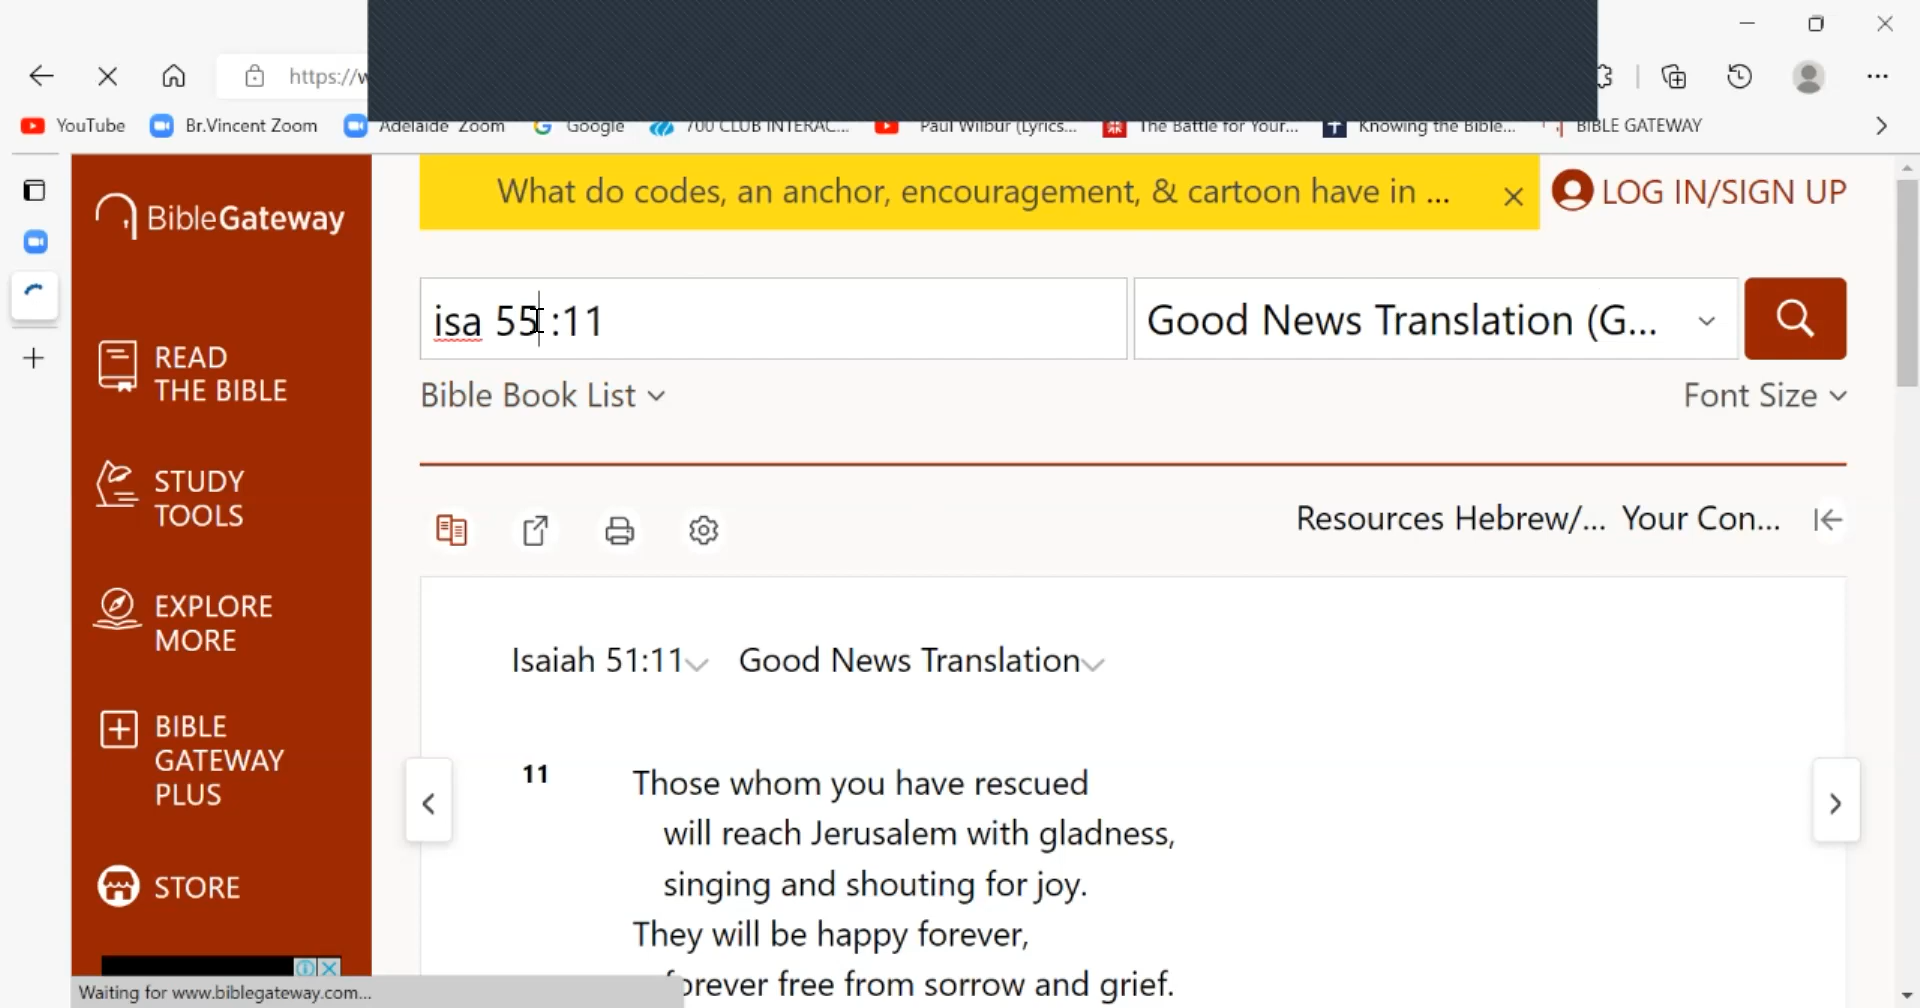 https://w
YouTube
Br.Vincent Zoom
Adelaide Zoom
Google
700 CLUB INTERAC...
Paul Wilbur (Lyrics...
The Battle for Your...
Knowing the Bible...
BIBLE GATEWAY
BibleGateway
What do codes, an anchor, encouragement, & cartoon have in ...
LOG IN/SIGN UP
isa 55 :11
Good News Translation (G...
Bible Book List
Font Size
READ
THE BIBLE
STUDY
TOOLS
EXPLORE
MORE
BIBLE
GATEWAY
PLUS
STORE
Resources Hebrew/... Your Con...
Isaiah 51:11
Good News Translation
11 Those whom you have rescued
will reach Jerusalem with gladness,
singing and shouting for joy.
They will be happy forever,
forever free from sorrow and grief.
Waiting for www.biblegateway.com...